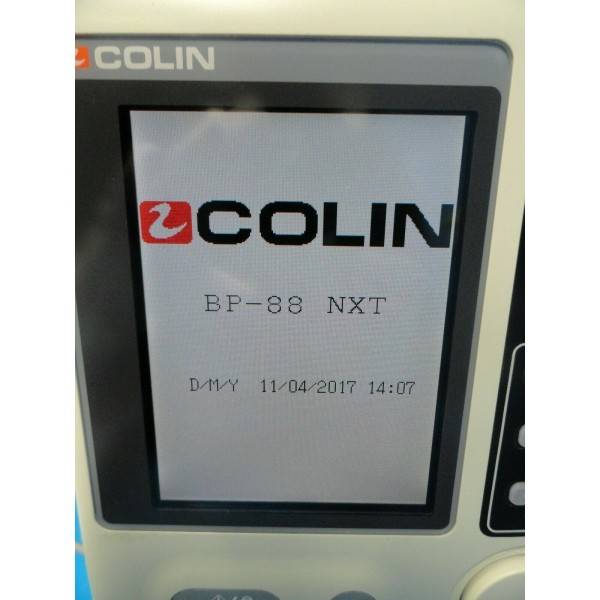 COLIN
COLIN
BP-88 NXT
D/M/Y 11/04/2017 14:07